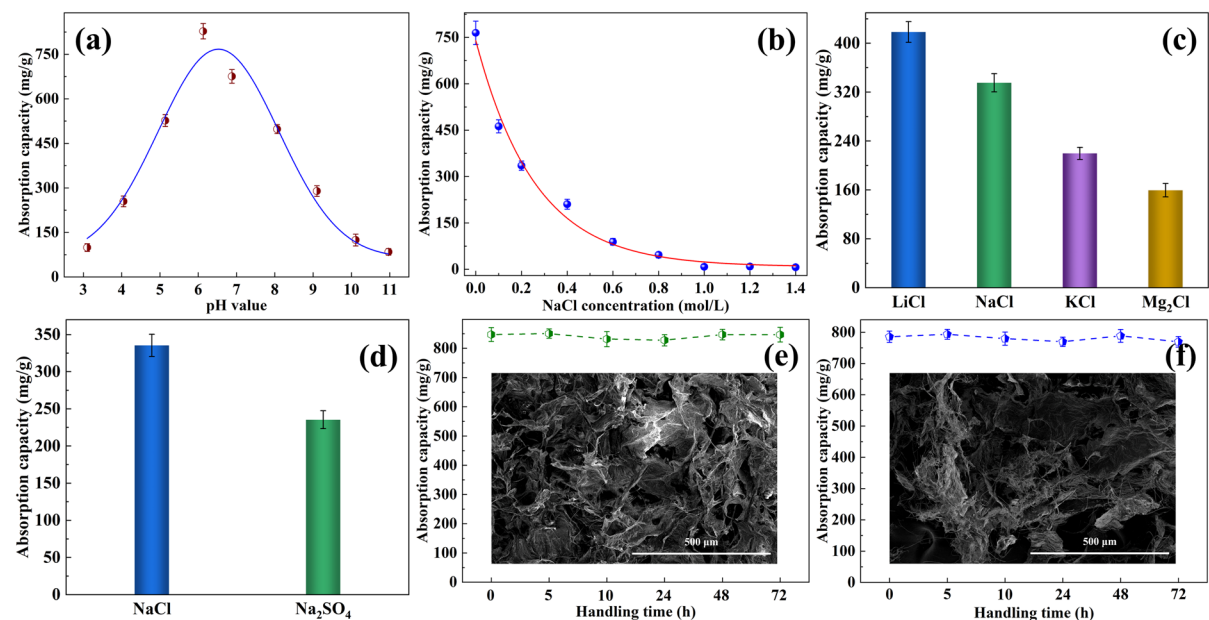 (a)
Absorption capacity (mg/g)
750
600
450
300
150
0
3 4 5 6 7 8 9 10 11
pH value
(b)
Absorption capacity (mg/g)
750
600
450
300
150
0
0.0 0.2 0.4 0.6 0.8 1.0 1.2 1.4
NaCl concentration (mol/L)
(c)
Absorption capacity (mg/g)
400
320
240
160
80
0
LiCl NaCl KCl Mg₂Cl
(d)
Absorption capacity (mg/g)
350
300
250
200
150
100
50
0
NaCl Na₂SO₄
(e)
Absorption capacity (mg/g)
800
700
600
500
400
300
200
100
0
500 μm
0 5 10 24 48 72
Handling time (h)
(f)
Absorption capacity (mg/g)
800
700
600
500
400
300
200
100
0
500 μm
0 5 10 24 48 72
Handling time (h)